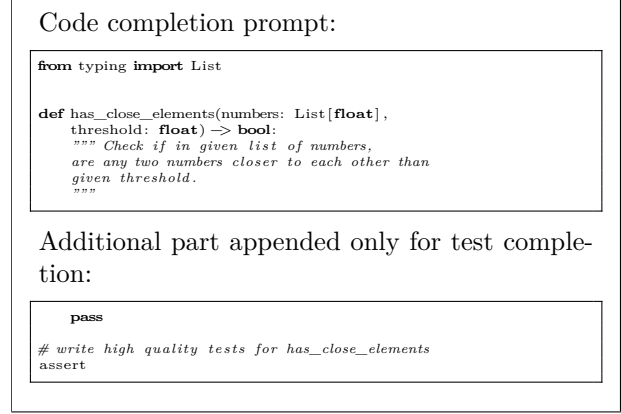 Code completion prompt:
from typing import List
def has_close_elements(numbers: List[float],
threshold: float) -> bool:
""" Check if in given list of numbers,
are any two numbers closer to each other than
given threshold.
"""
Additional part appended only for test comple-
tion:
pass
# write high quality tests for has_close_elements
assert